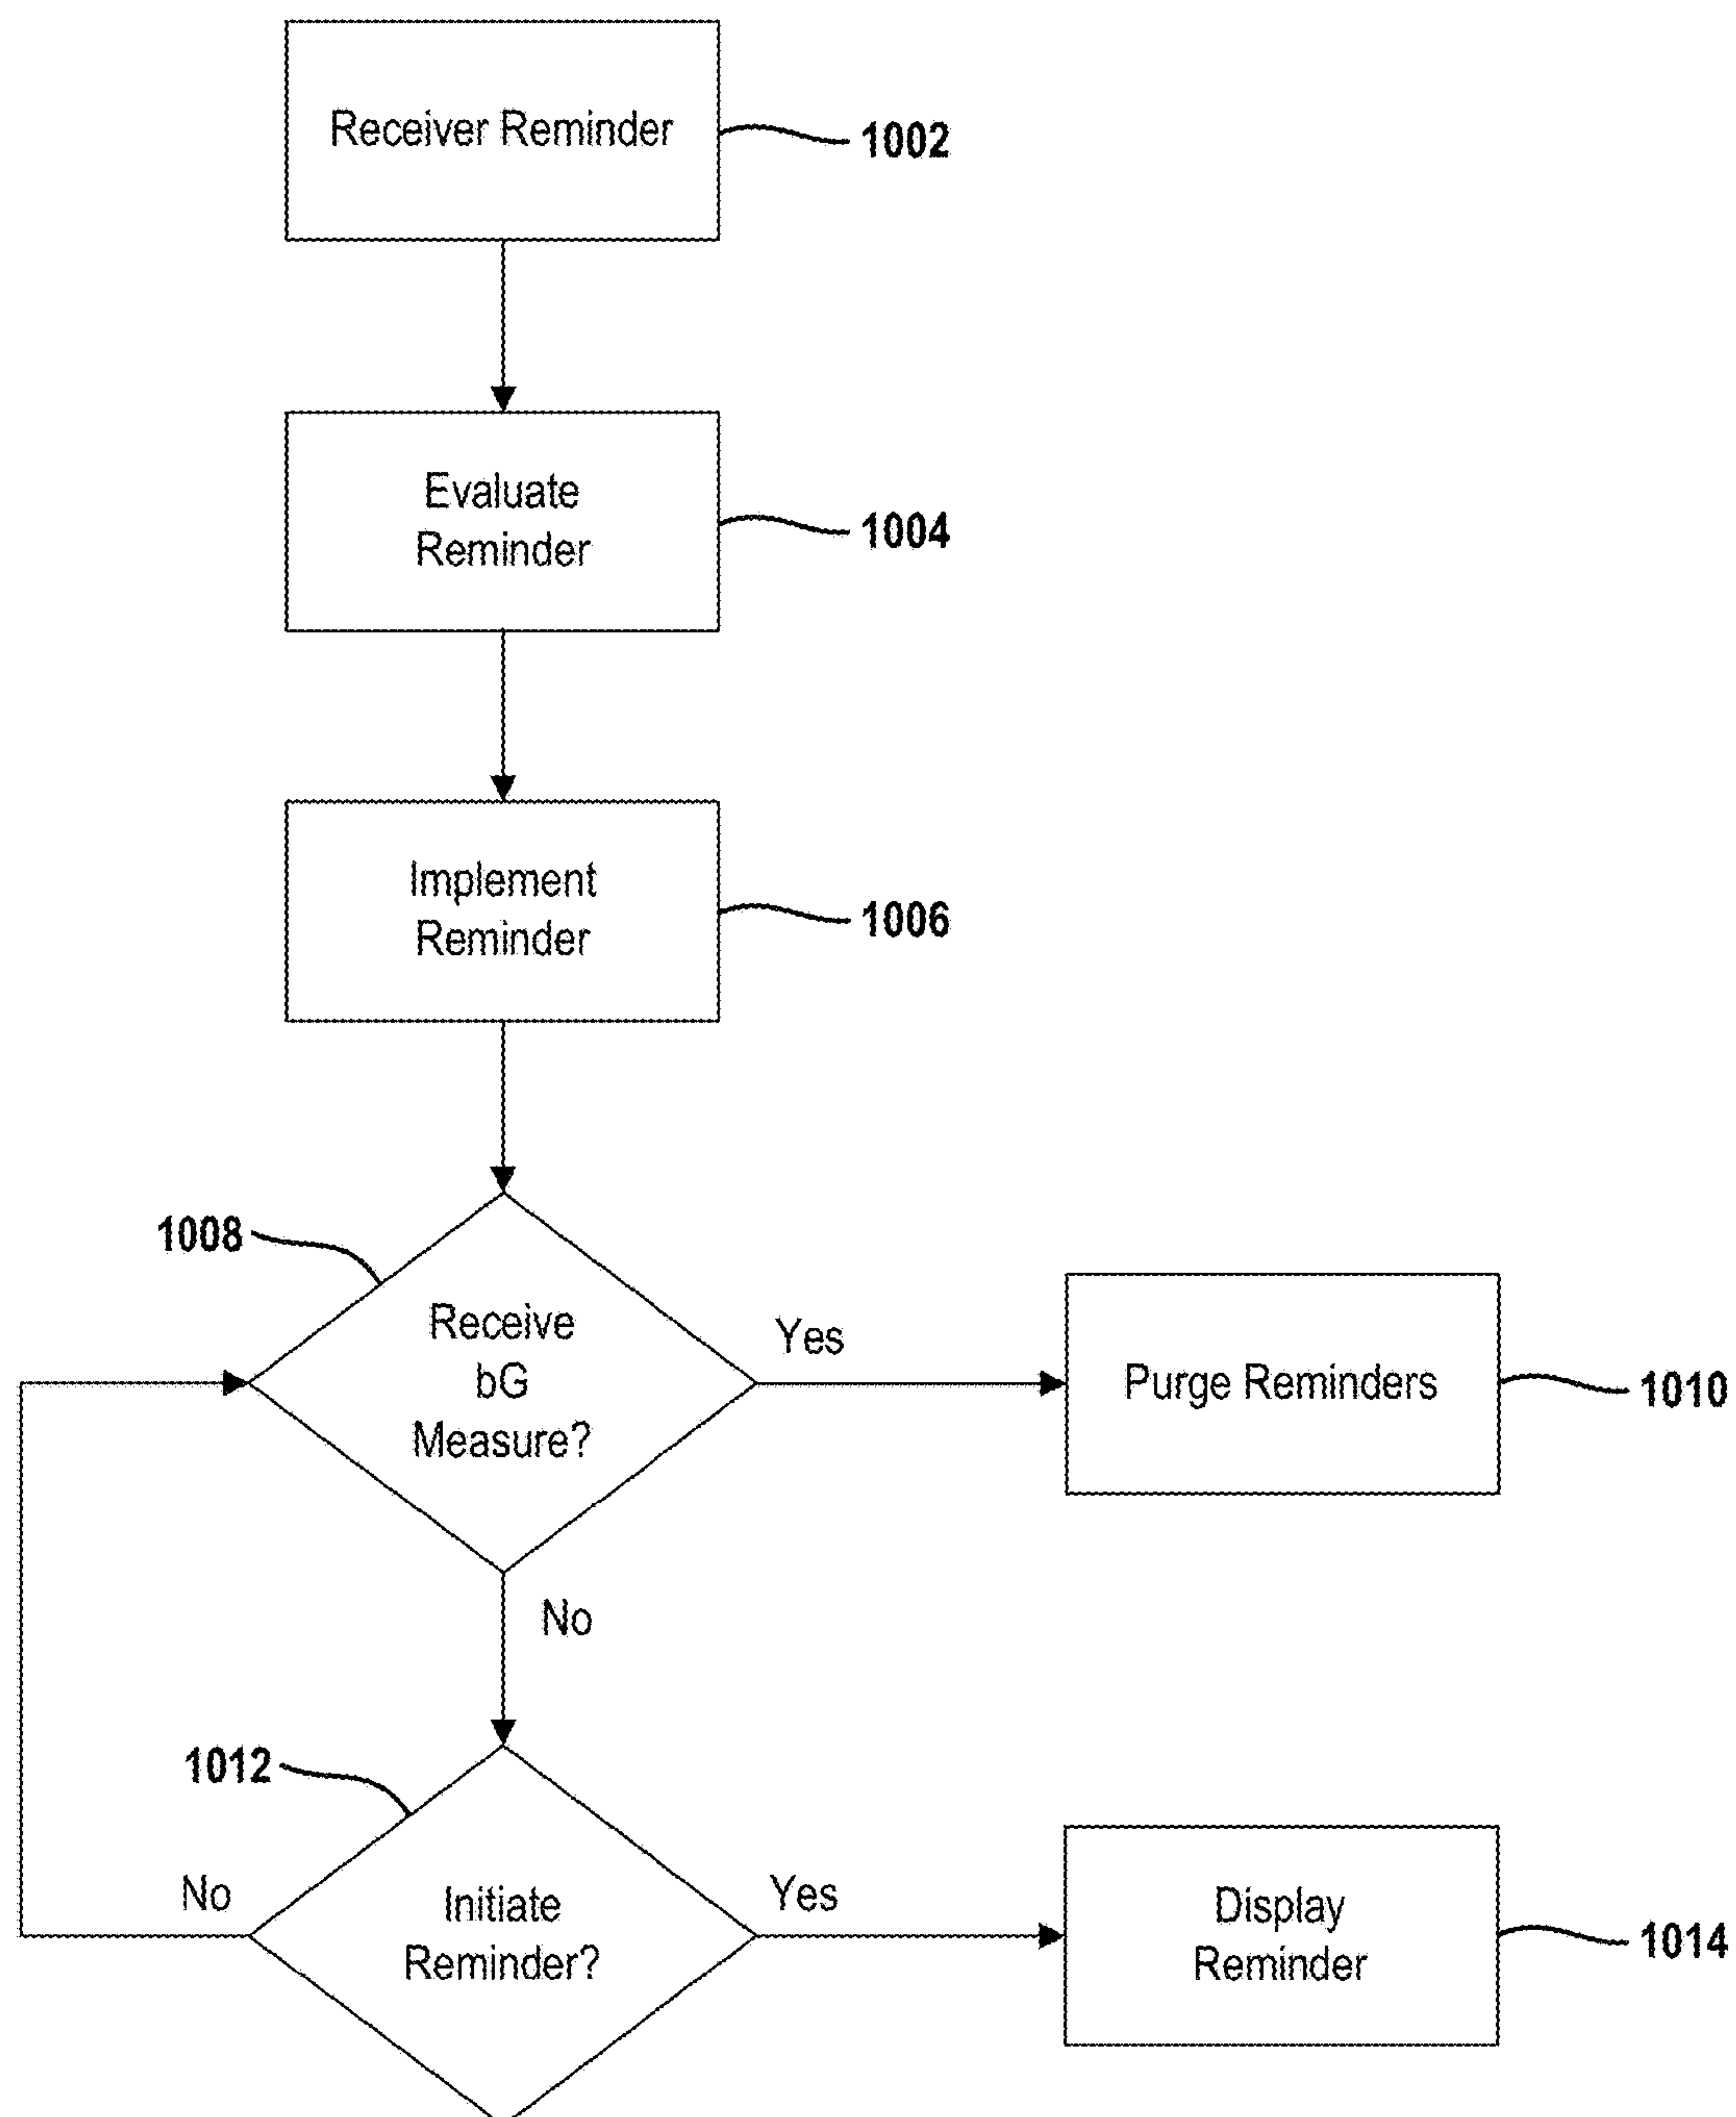 Receiver Reminder
1002
Evaluate
Reminder
1004
Implement
Reminder
1006
1008
Receive
bG
Measure?
Yes
Purge Reminders
1010
No
1012
No
Initiate
Reminder?
Yes
Display
Reminder
1014